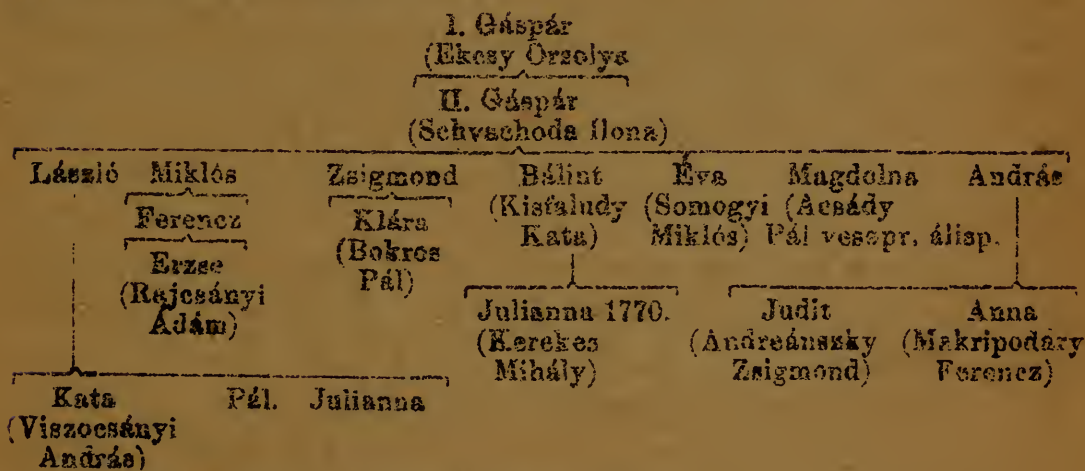 I. Gáspár
(Ekcsy Orzolya
II. Gáspár
(Schvachoda Ilona)
László Miklós Zsigmond Bálint Éva Magdolna András
Ferencz Klára (Kisfaludy (Somogyi (Acsády
(Bokros Kata) Miklós) Pál veszpr. álisp.
Erzse Pál)
(Rajcsányi
Ádám)
Julianna 1770. Judit Anna
(Kerekes (Andreánszky (Makripodáry
Mihály) Zsigmond) Ferencz)
Kata Pál. Julianna
(Viszocsányi
András)